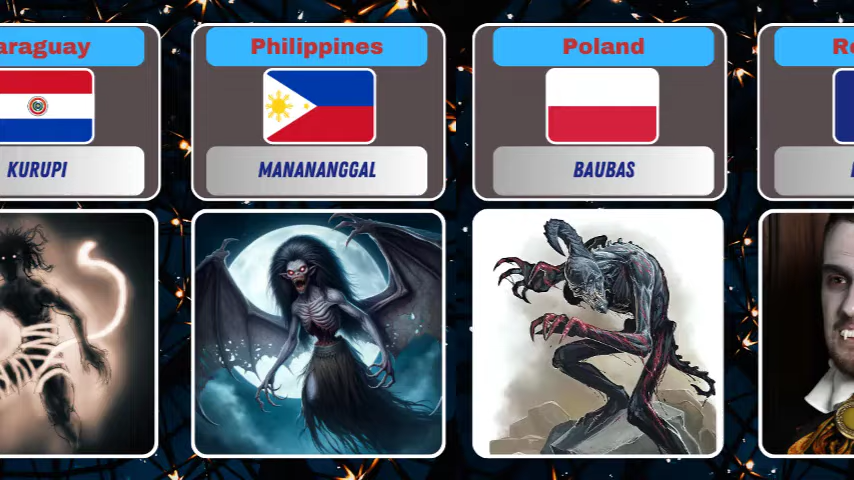 araguay
KURUPI
Philippines
MANANANGGAL
Poland
BAUBAS
R